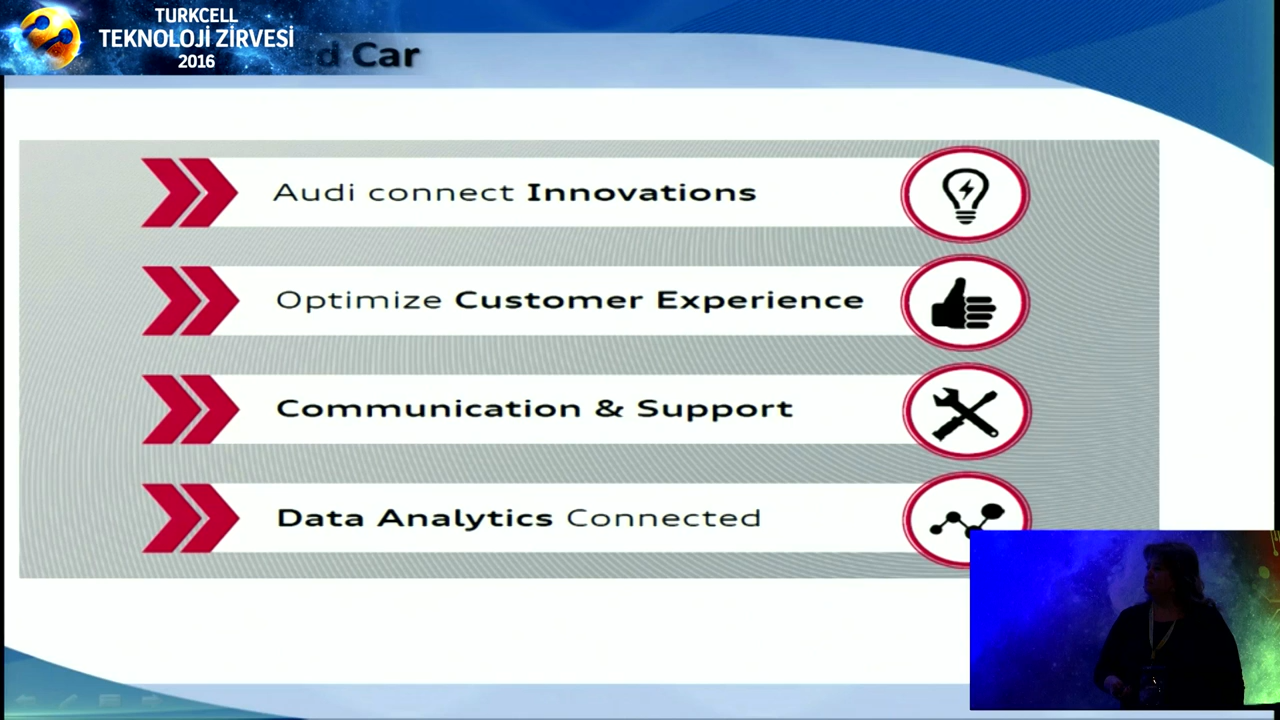 TURKCELL
TEKNOLOJİ ZİRVESİ
2016
d Car
Audi connect Innovations
Optimize Customer Experience
Communication & Support
Data Analytics Connected